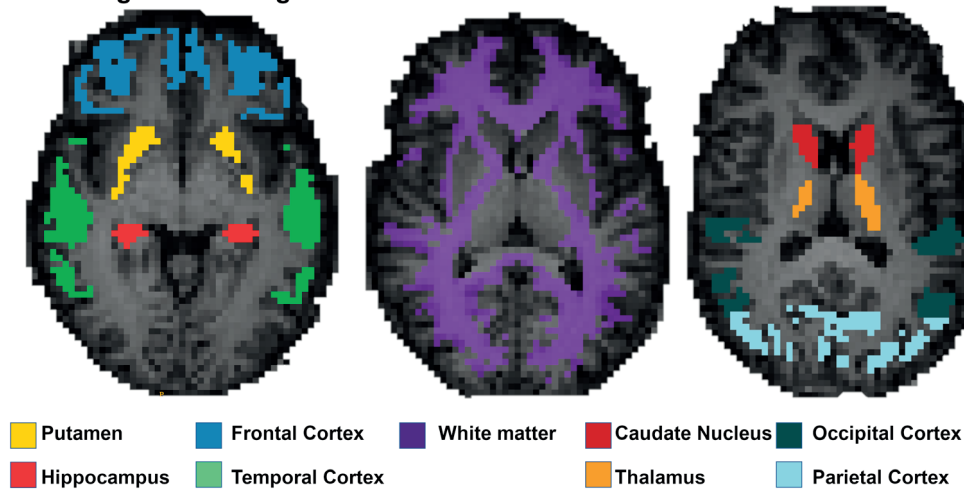 Putamen
Frontal Cortex
White matter
Caudate Nucleus
Occipital Cortex
Hippocampus
Temporal Cortex
Thalamus
Parietal Cortex